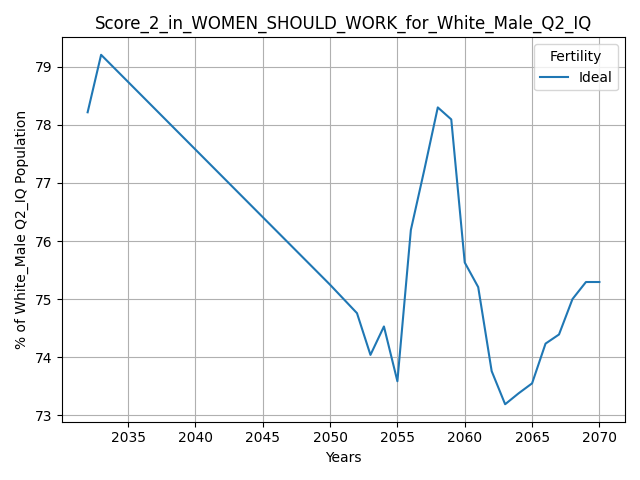 Score_2_in_WOMEN_SHOULD_WORK_for_White_Male_Q2_IQ
Fertility
Ideal
% of White_Male Q2_IQ Population
79
78
77
76
75
74
73
2035 2040 2045 2050 2055 2060 2065 2070
Years